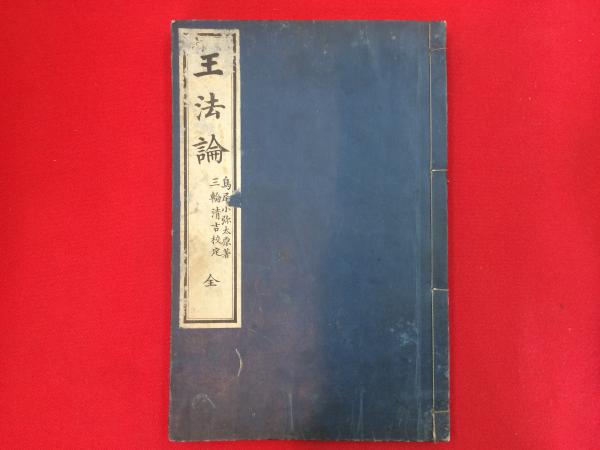 王法論
鳥尾小弥太原著
三輪清吉校定
全